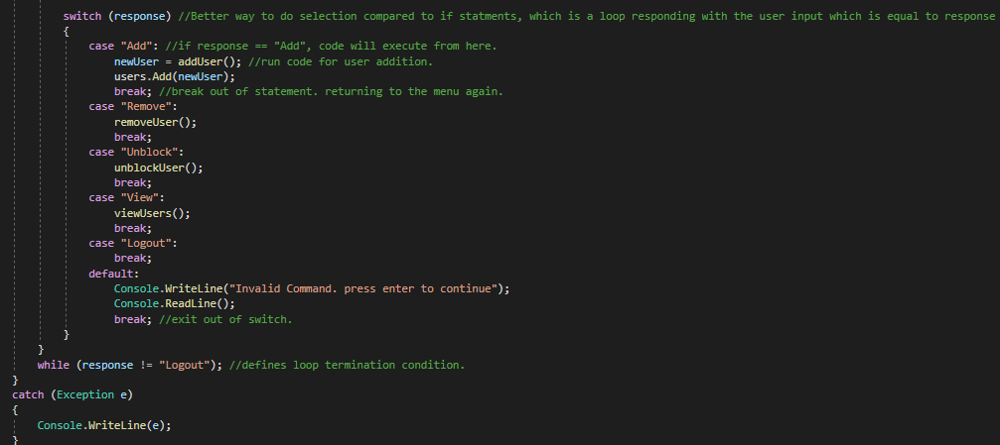 switch (response) //Better way to do selection compared to if statments, which is a loop responding with the user input which is equal to response
{
case "Add": //if response == "Add", code will execute from here.
newUser = addUser(); //run code for user addition.
users.Add(newUser);
break; //break out of statement. returning to the menu again.
case "Remove":
removeUser();
break;
case "Unblock":
unblockUser();
break;
case "View":
viewUsers();
break;
case "Logout":
break;
default:
Console.WriteLine("Invalid Command. press enter to continue");
Console.ReadLine();
break; //exit out of switch.
}
}
while (response != "Logout"); //defines loop termination condition.
}
catch (Exception e)
{
Console.WriteLine(e);
}